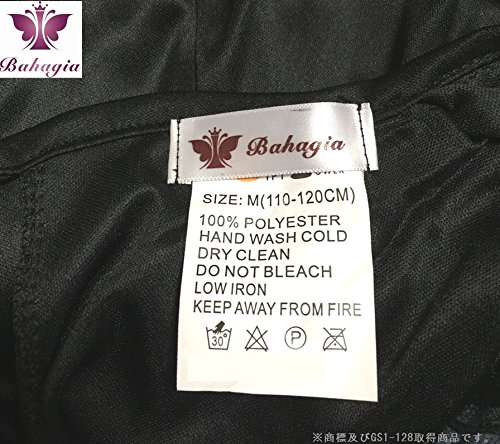 Bahagia
Bahagia
SIZE: M(110-120CM)
100% POLYESTER
HAND WASH COLD
DRY CLEAN
DO NOT BLEACH
LOW IRON
KEEP AWAY FROM FIRE
30°
P
※商標及びGS1-128取得商品です。